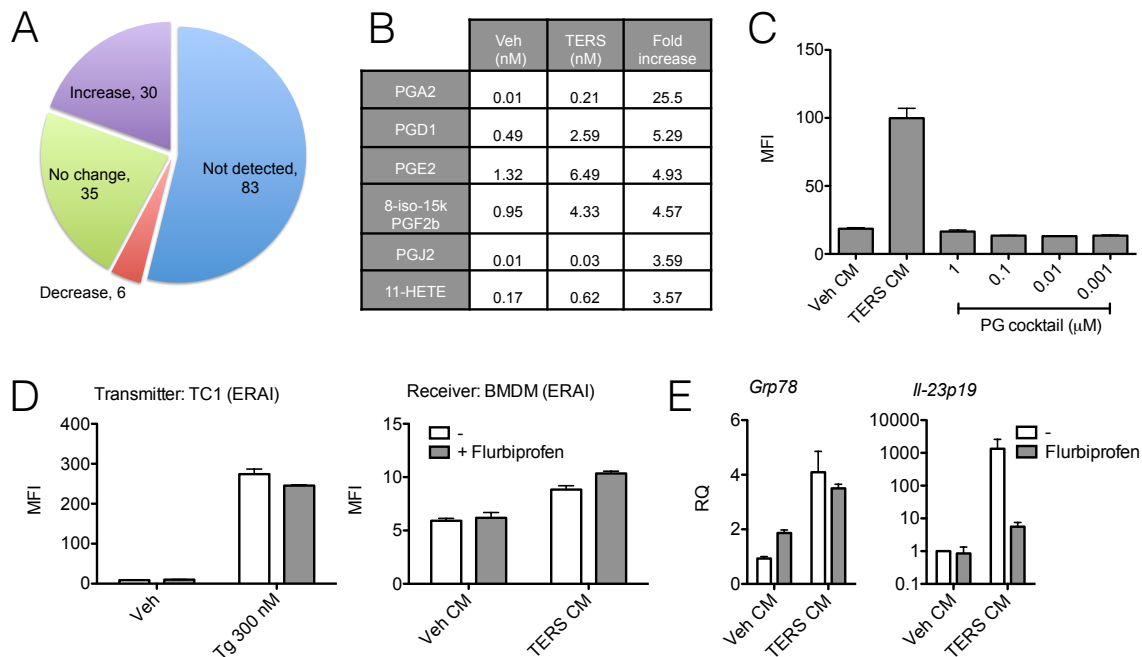 A
Increase, 30
No change,
35
Not detected,
83
Decrease, 6
B
Veh
(nM)
TERS
(nM)
Fold
increase
PGA2 0.01 0.21 25.5
PGD1 0.49 2.59 5.29
PGE2 1.32 6.49 4.93
8-iso-15k
PGF2b 0.95 4.33 4.57
PGJ2 0.01 0.03 3.59
11-HETE 0.17 0.62 3.57
C
MFI
150
100
50
0
Veh CM
TERS CM
1
0.1
0.01
0.001
PG cocktail (μM)
D
Transmitter: TC1 (ERAI)
MFI
400
300
200
100
0
Veh
Tg 300 nM
Receiver: BMDM (ERAI)
MFI
15
10
5
0
-
+ Flurbiprofen
Veh CM
TERS CM
E
Grp78
RQ
6
4
2
0
Veh CM
TERS CM
Il-23p19
1000
100
10
1
0.1
-
Flurbiprofen
Veh CM
TERS CM